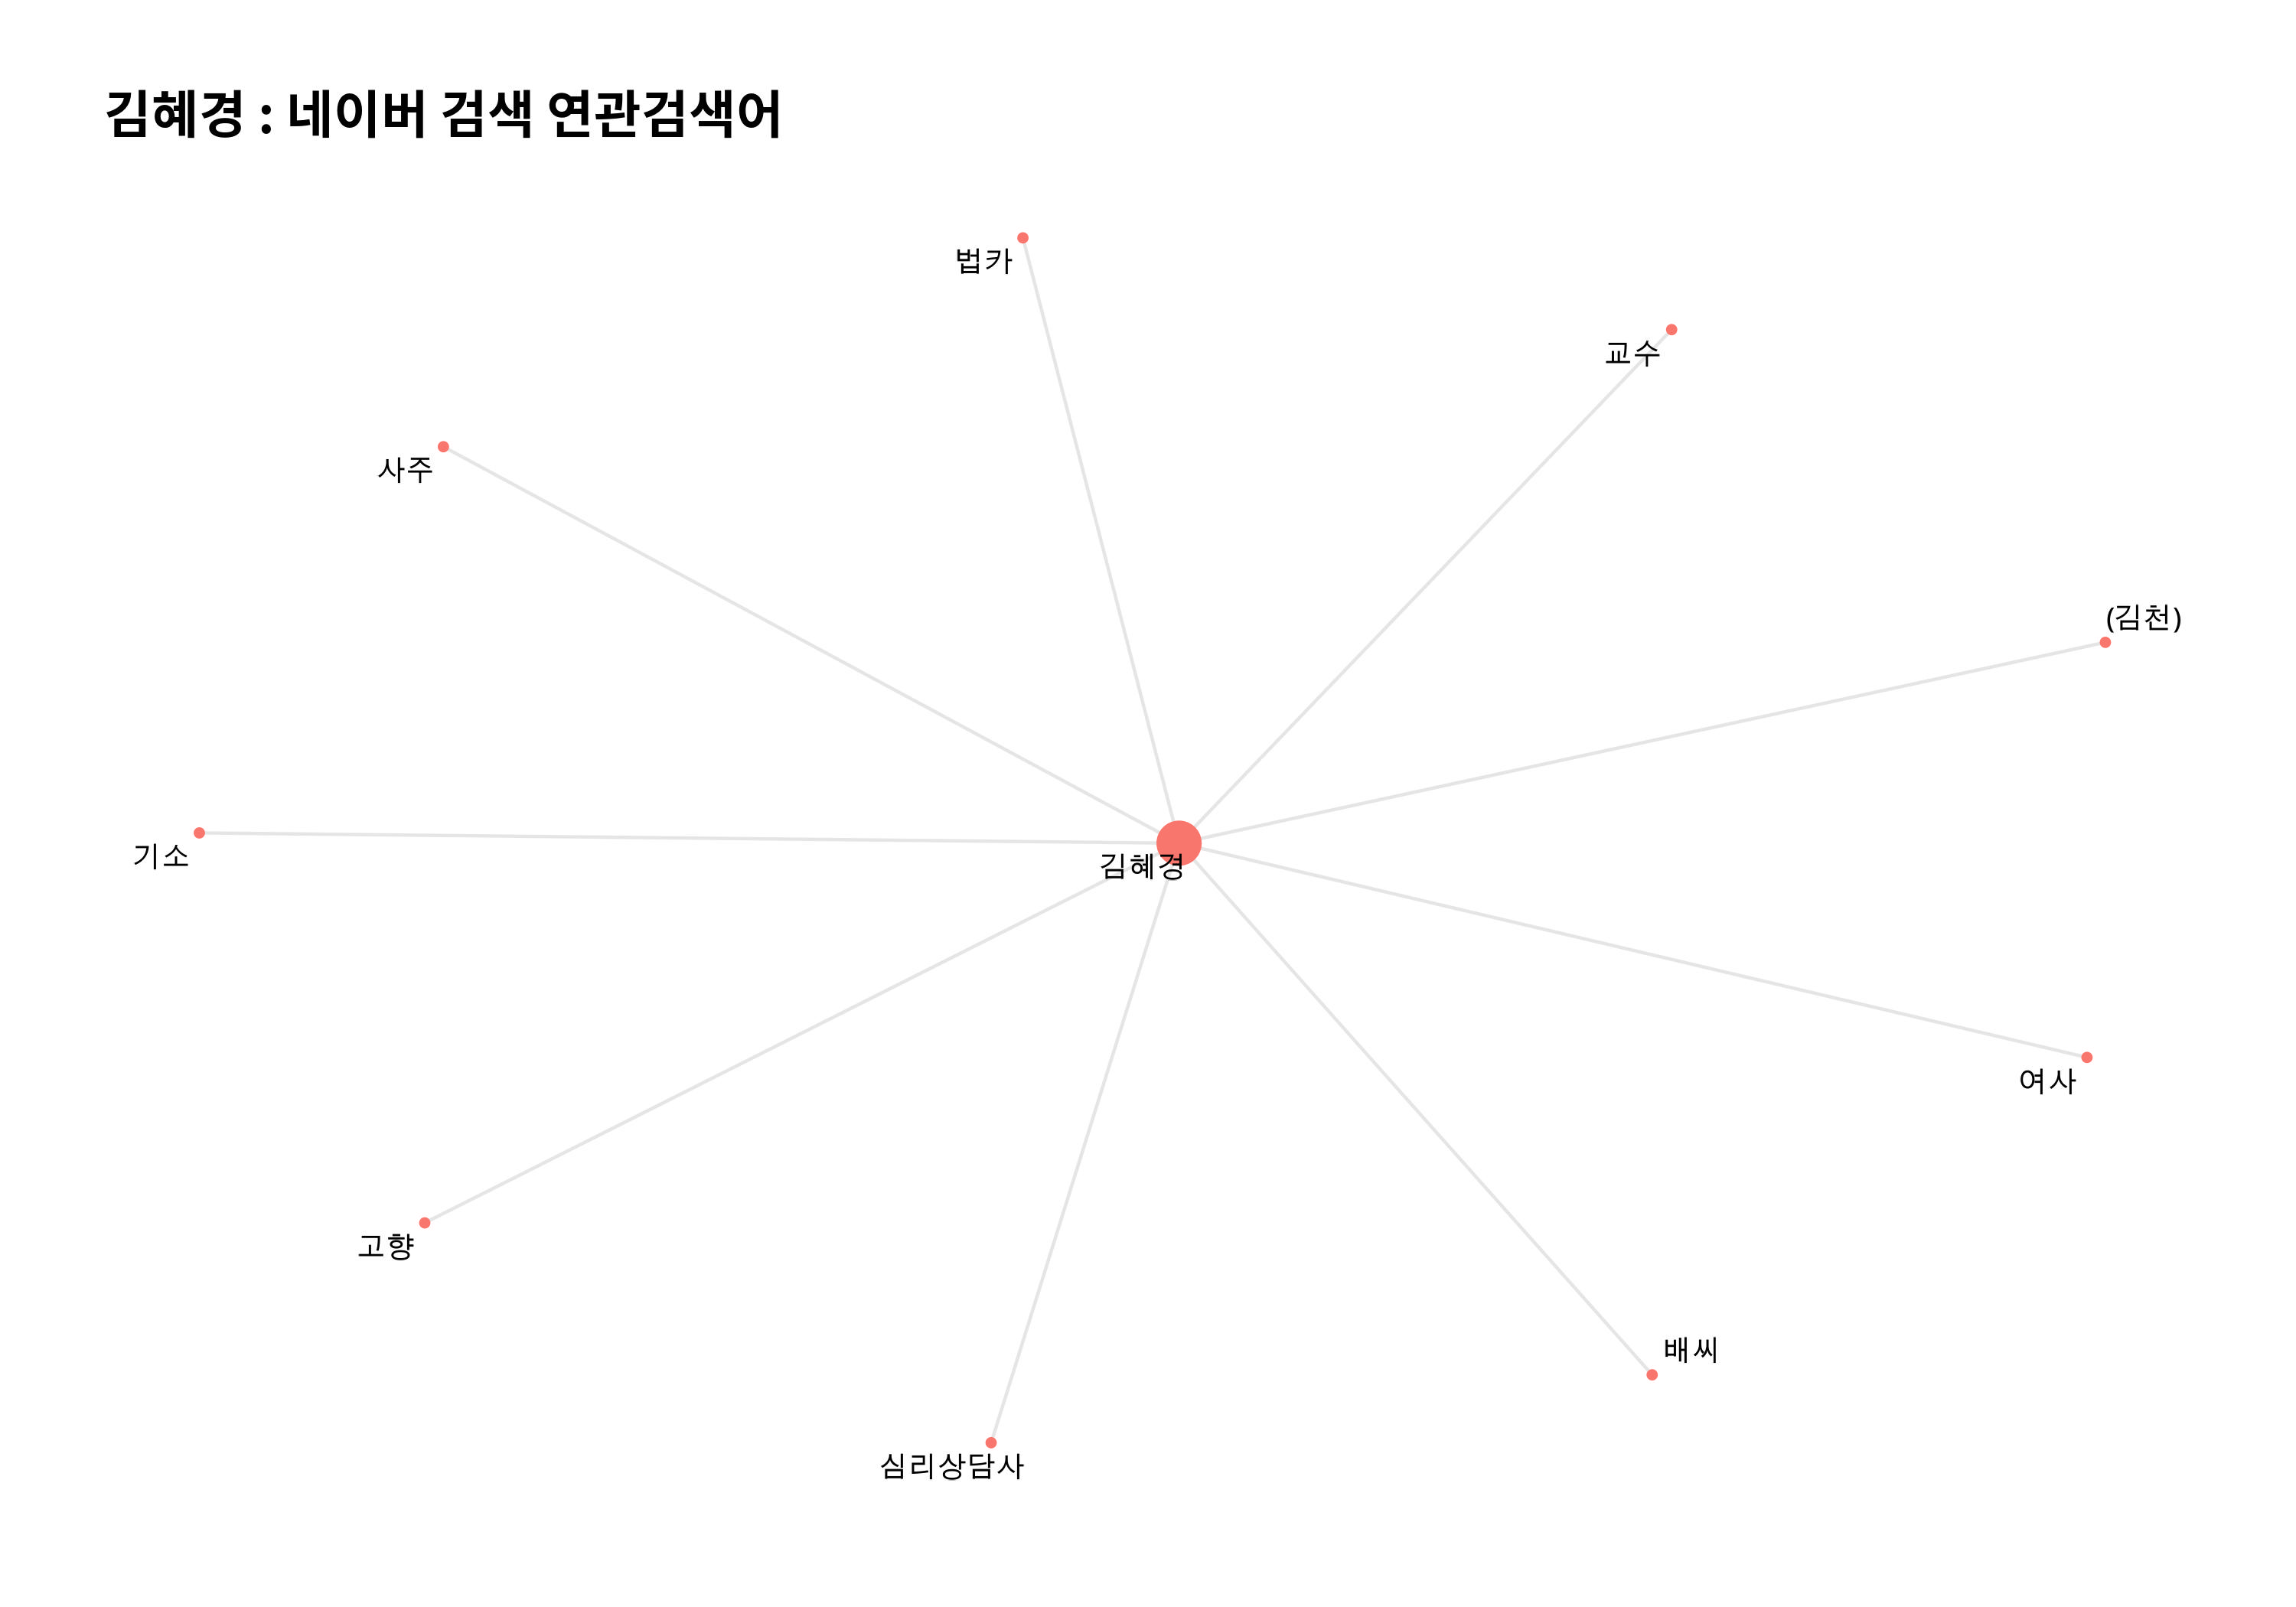 김혜경 : 네이버 검색 연관검색어
법카
교수
사주
(김천)
기소
김혜경
여사
고향
배씨
심리상담사